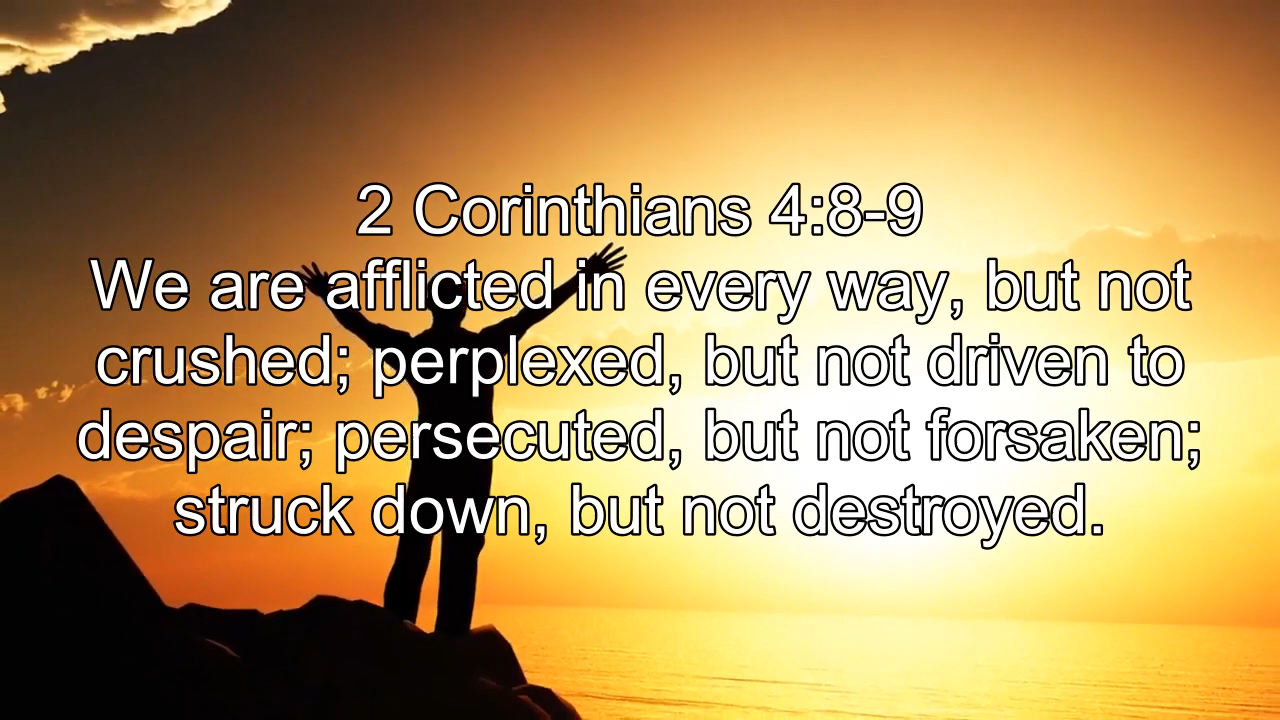 2 Corinthians 4:8-9
We are afflicted in every way, but not
crushed; perplexed, but not driven to
despair; persecuted, but not forsaken;
struck down, but not destroyed.